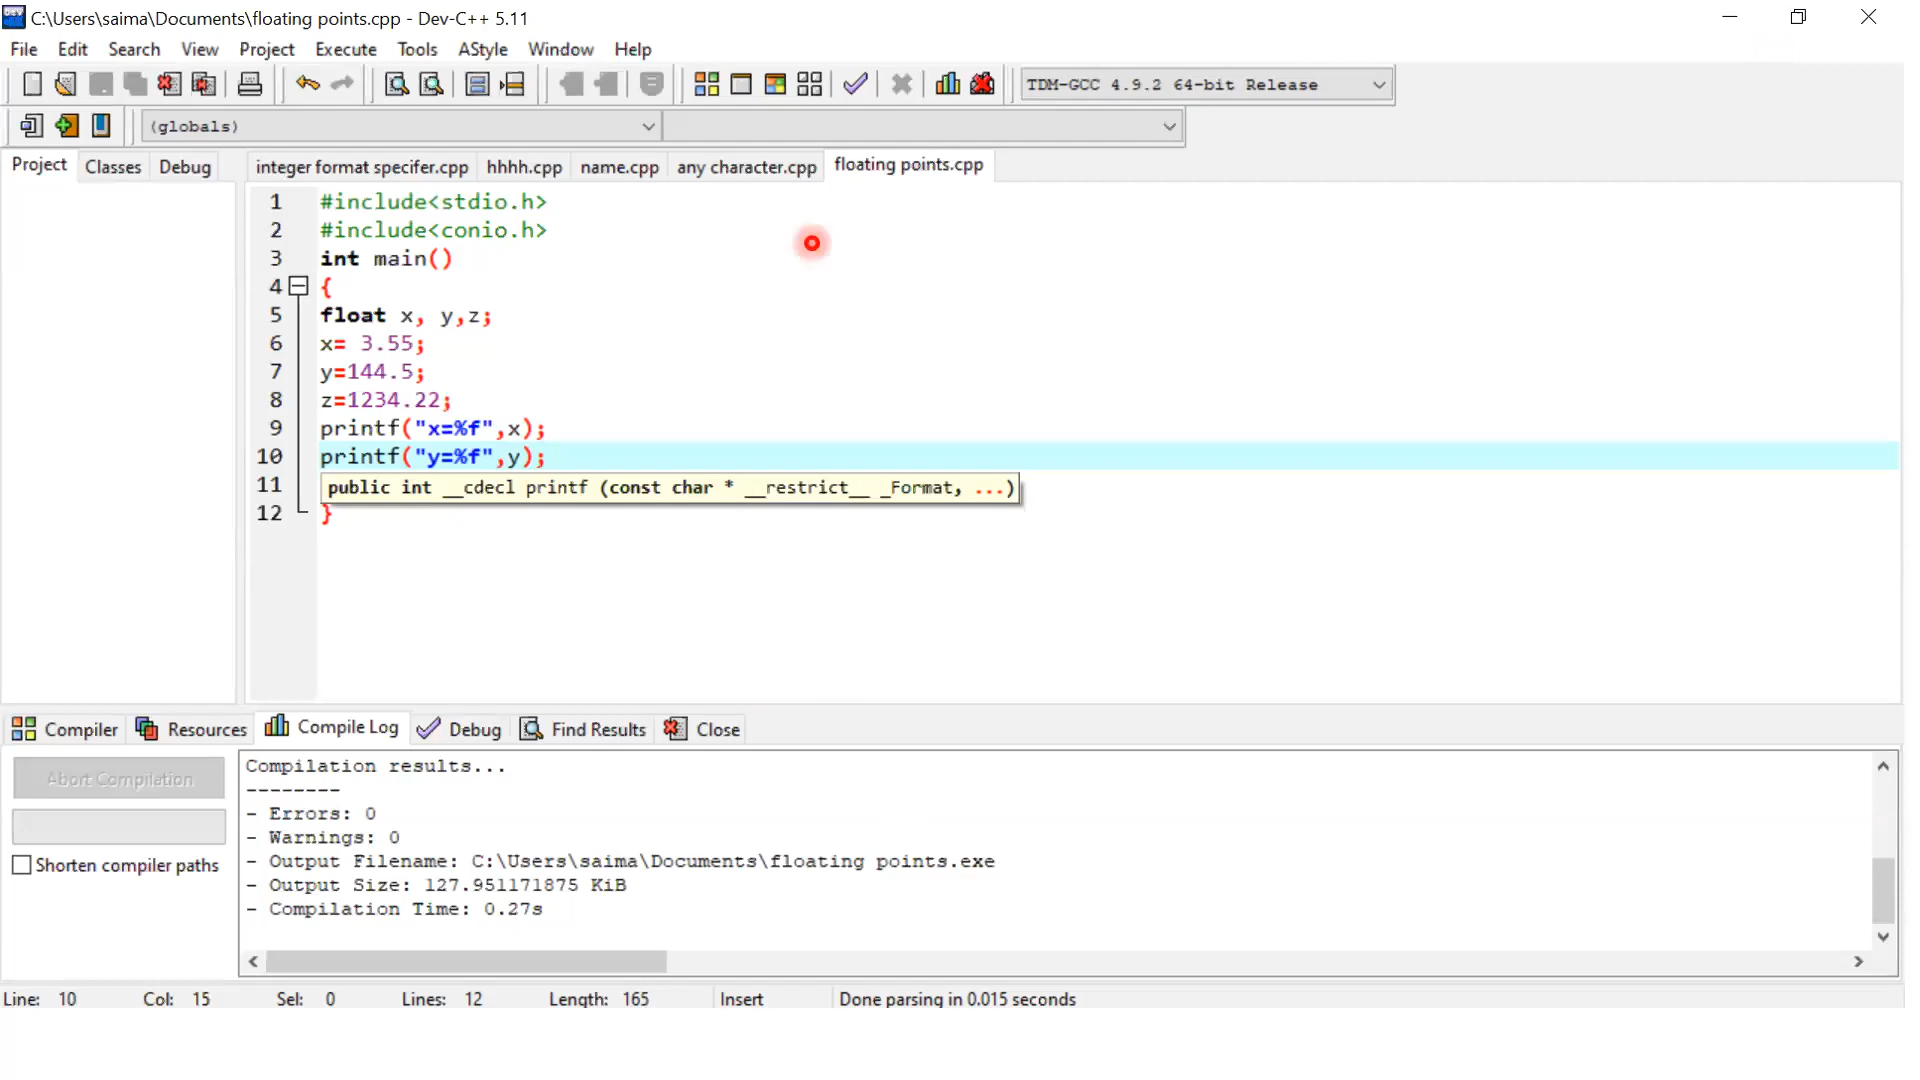 C:\Users\saima\Documents\floating points.cpp - Dev-C++ 5.11
File Edit Search View Project Execute Tools AStyle Window Help
TDM-GCC 4.9.2 64-bit Release
(globals)
Project Classes Debug
integer format specifer.cpp hhhh.cpp name.cpp any character.cpp floating points.cpp
1 #include<stdio.h>
2 #include<conio.h>
3 int main()
4 {
5 float x, y,z;
6 x= 3.55;
7 y=144.5;
8 z=1234.22;
9 printf("x=%f",x);
10 printf("y=%f",y);
11 public int __cdecl printf (const char * __restrict__ _Format, ...)
12 }
Compiler Resources Compile Log Debug Find Results Close
Abort Compilation
Shorten compiler paths
Compilation results...
--------
- Errors: 0
- Warnings: 0
- Output Filename: C:\Users\saima\Documents\floating points.exe
- Output Size: 127.951171875 KiB
- Compilation Time: 0.27s
Line: 10 Col: 15 Sel: 0 Lines: 12 Length: 165 Insert Done parsing in 0.015 seconds